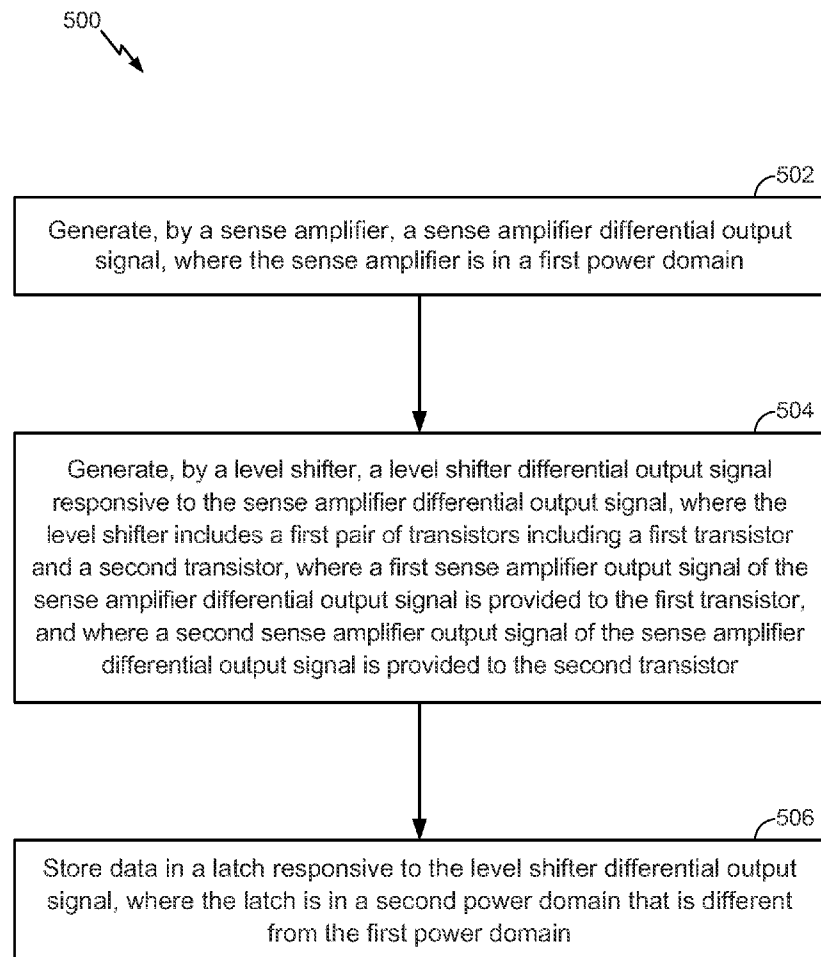 500
502
Generate, by a sense amplifier, a sense amplifier differential output
signal, where the sense amplifier is in a first power domain
504
Generate, by a level shifter, a level shifter differential output signal
responsive to the sense amplifier differential output signal, where the
level shifter includes a first pair of transistors including a first transistor
and a second transistor, where a first sense amplifier output signal of the
sense amplifier differential output signal is provided to the first transistor,
and where a second sense amplifier output signal of the sense amplifier
differential output signal is provided to the second transistor
506
Store data in a latch responsive to the level shifter differential output
signal, where the latch is in a second power domain that is different
from the first power domain